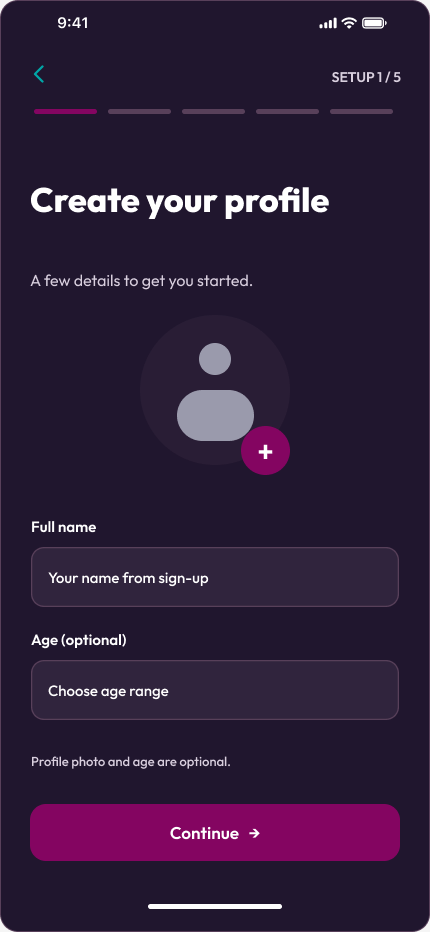 9:41
SETUP 1 / 5
Create your profile
A few details to get you started.
+
Full name
Your name from sign-up
Age (optional)
Choose age range
Profile photo and age are optional.
Continue →